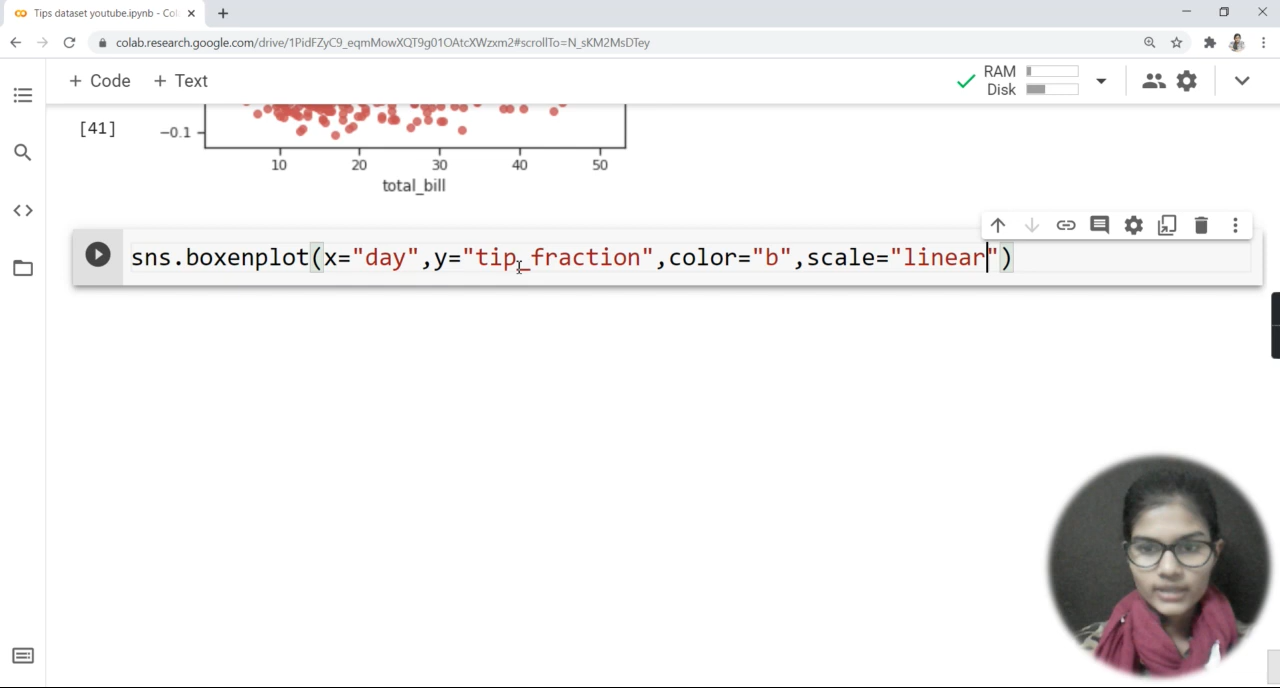 Tips dataset youtube.ipynb - Col
colab.research.google.com/drive/1PidFZyC9_eqmMowXQT9g01OAtcXWzxm2#scrollTo=N_sKM2MsDTey
+ Code + Text
RAM
Disk
[41]
−0.1
10 20 30 40 50
total_bill
sns.boxenplot(x="day",y="tip_fraction",color="b",scale="linear")